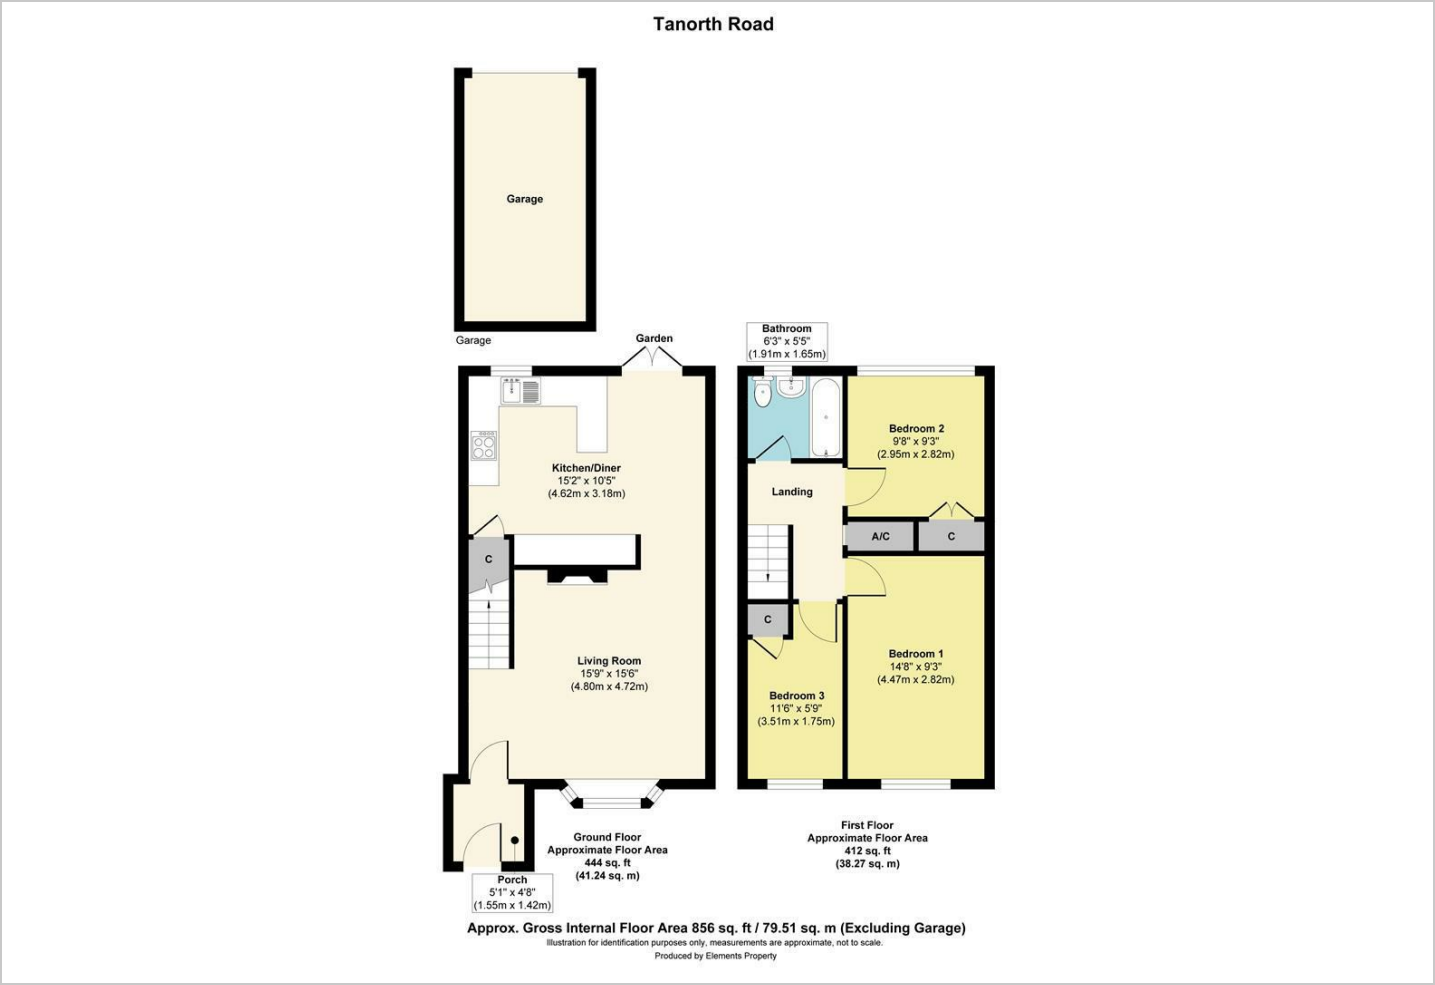 Tanorth Road
Garage
Garage
Garden
Kitchen/Diner
15'2" x 10'5"
(4.62m x 3.18m)
C
Living Room
15'9" x 15'6"
(4.80m x 4.72m)
Porch
5'1" x 4'8"
(1.55m x 1.42m)
Ground Floor
Approximate Floor Area
444 sq. ft
(41.24 sq. m)
Bathroom
6'3" x 5'5"
(1.91m x 1.65m)
Bedroom 2
9'8" x 9'3"
(2.95m x 2.82m)
Landing
A/C
C
C
Bedroom 1
14'8" x 9'3"
(4.47m x 2.82m)
Bedroom 3
11'6" x 5'9"
(3.51m x 1.75m)
First Floor
Approximate Floor Area
412 sq. ft
(38.27 sq. m)
Approx. Gross Internal Floor Area 856 sq. ft / 79.51 sq. m (Excluding Garage)
Illustration for identification purposes only, measurements are approximate, not to scale.
Produced by Elements Property